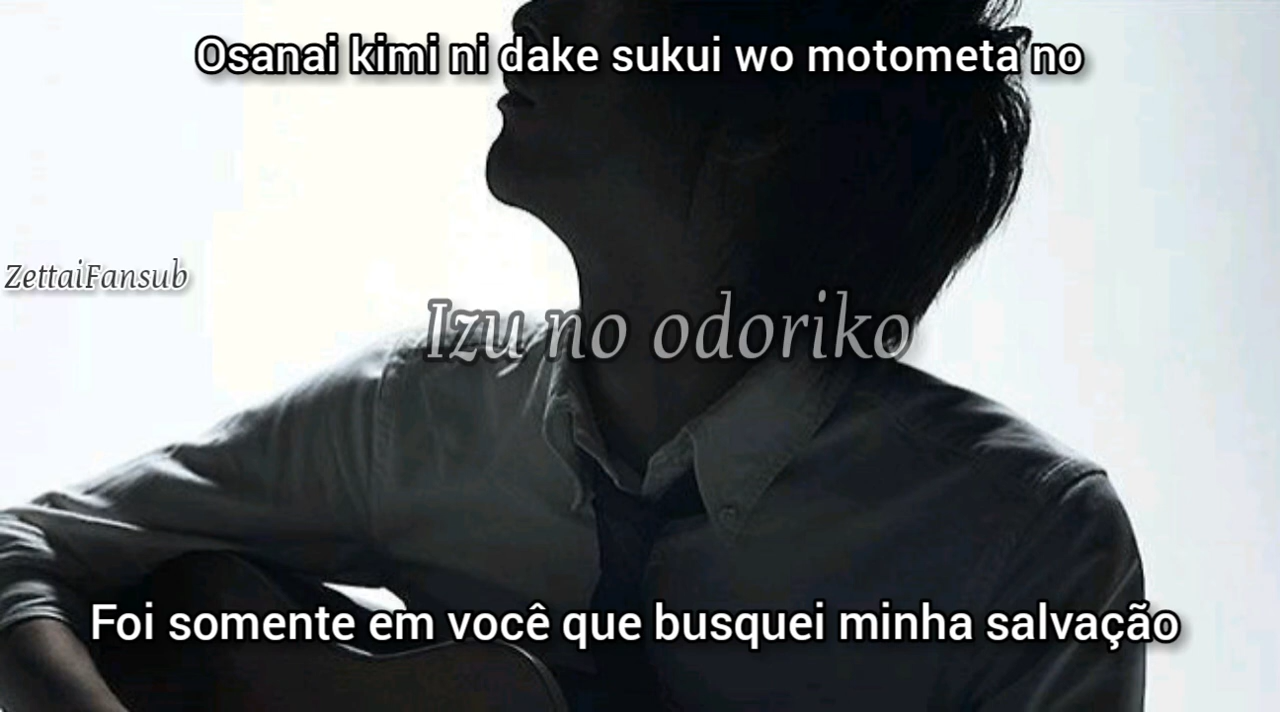 Osanai kimi ni dake sukui wo motometa no
ZettaiFansub
Izu no odoriko
Foi somente em você que busquei minha salvação